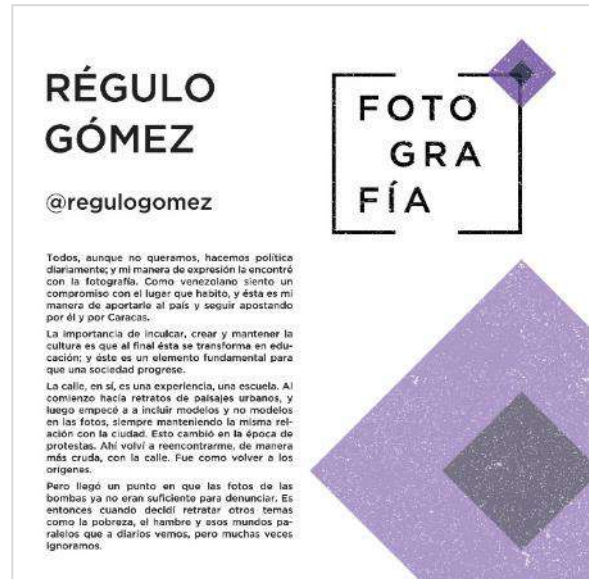 RÉGULO
GÓMEZ
@regulogomez
FOTO
GRA
FÍA
Todos, aunque no queramos, hacemos política
diariamente; y mi manera de expresión la encontré
con la fotografía. Como venezolano siento un
compromiso con el lugar que habito, y ésta es mi
manera de aportarle al país y seguir apostando
por él y por Caracas.
La importancia de inculcar, crear y mantener la
cultura es que al final ésta se transforma en edu-
cación; y éste es un elemento fundamental para
que una sociedad progrese.
La calle, en sí, es una experiencia, una escuela. Al
comienzo hacía retratos de paisajes urbanos, y
luego empecé a a incluir modelos y no modelos
en las fotos, siempre manteniendo la misma rel-
ación con la ciudad. Esto cambió en la época de
protestas. Ahí volví a reencontrarme, de manera
más cruda, con la calle. Fue como volver a los
orígenes.
Pero llegó un punto en que las fotos de las
bombas ya no eran suficiente para denunciar. Es
entonces cuando decidí retratar otros temas
como la pobreza, el hambre y esos mundos pa-
ralelos que a diarios vemos, pero muchas veces
ignoramos.